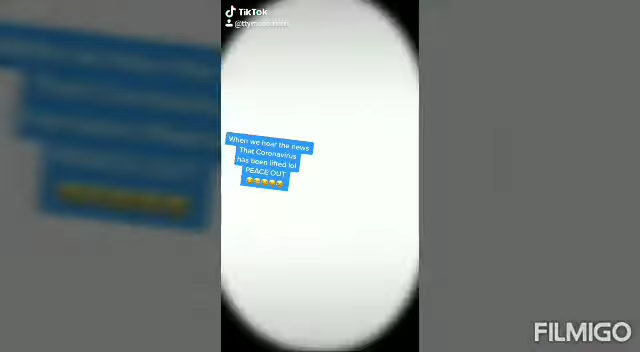 TikTok
When we hear the news
That Coronavirus
has been lifted lol
PEACE OUT
😂😂😂😂😂
FILMIGO